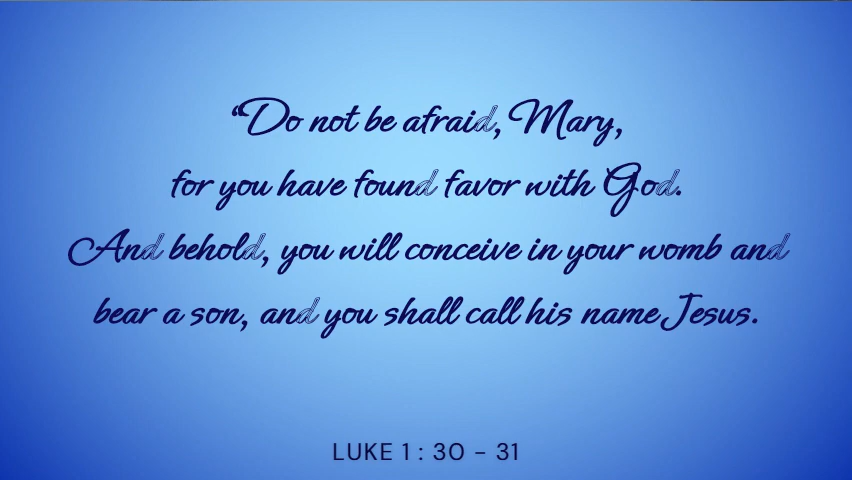 “Do not be afraid, Mary,
for you have found favor with God.
And behold, you will conceive in your womb and
bear a son, and you shall call his name Jesus.
LUKE 1 : 30 - 31